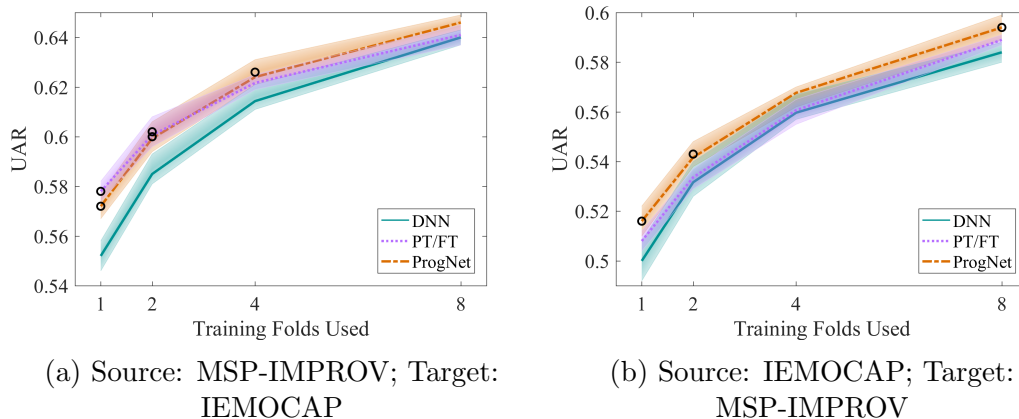 0.64
0.62
0.6
0.58
0.56
0.54
UAR
1 2 4 8
Training Folds Used
DNN
PT/FT
ProgNet
(a) Source: MSP-IMPROV; Target:
IEMOCAP
0.6
0.58
0.56
0.54
0.52
0.5
UAR
1 2 4 8
Training Folds Used
DNN
PT/FT
ProgNet
(b) Source: IEMOCAP; Target:
MSP-IMPROV